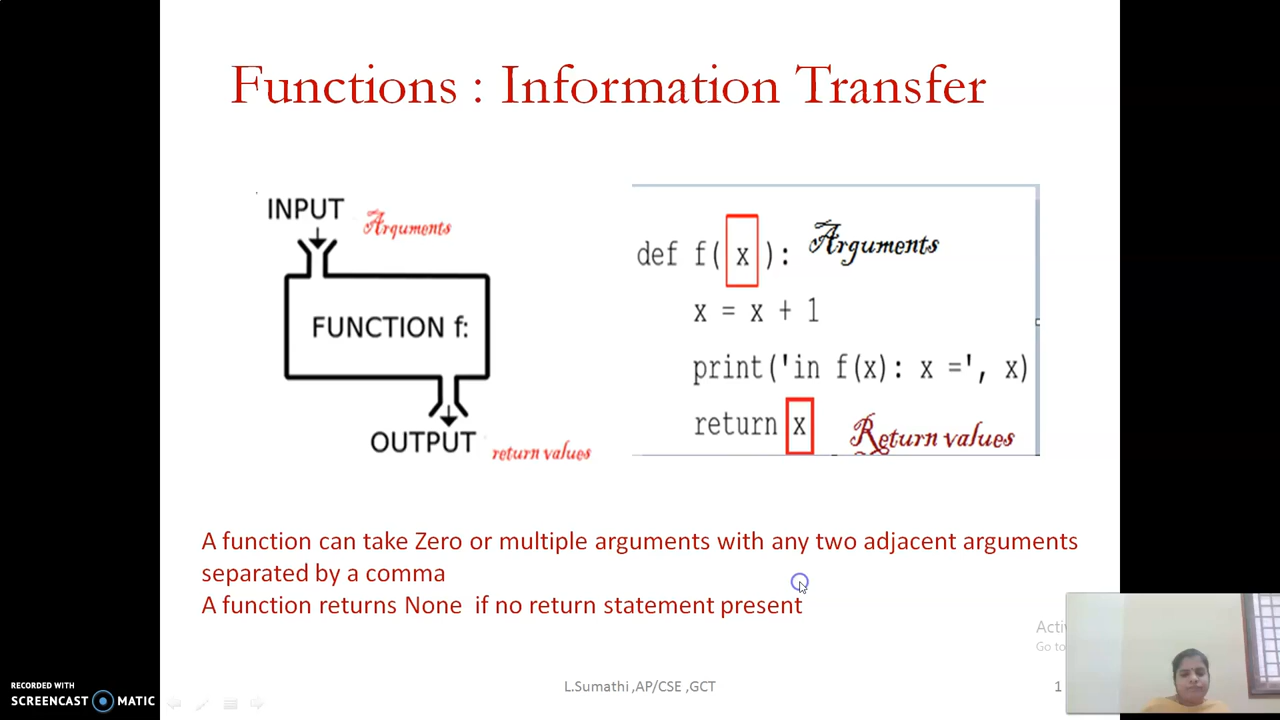 Functions : Information Transfer
INPUT
Arguments
FUNCTION f:
OUTPUT
return values
def f( x ):
Arguments
x = x + 1
print('in f(x): x =', x)
return x
Return values
A function can take Zero or multiple arguments with any two adjacent arguments
separated by a comma
A function returns None if no return statement present
Go to
L.Sumathi ,AP/CSE ,GCT
1
RECORDED WITH
SCREENCAST MATIC